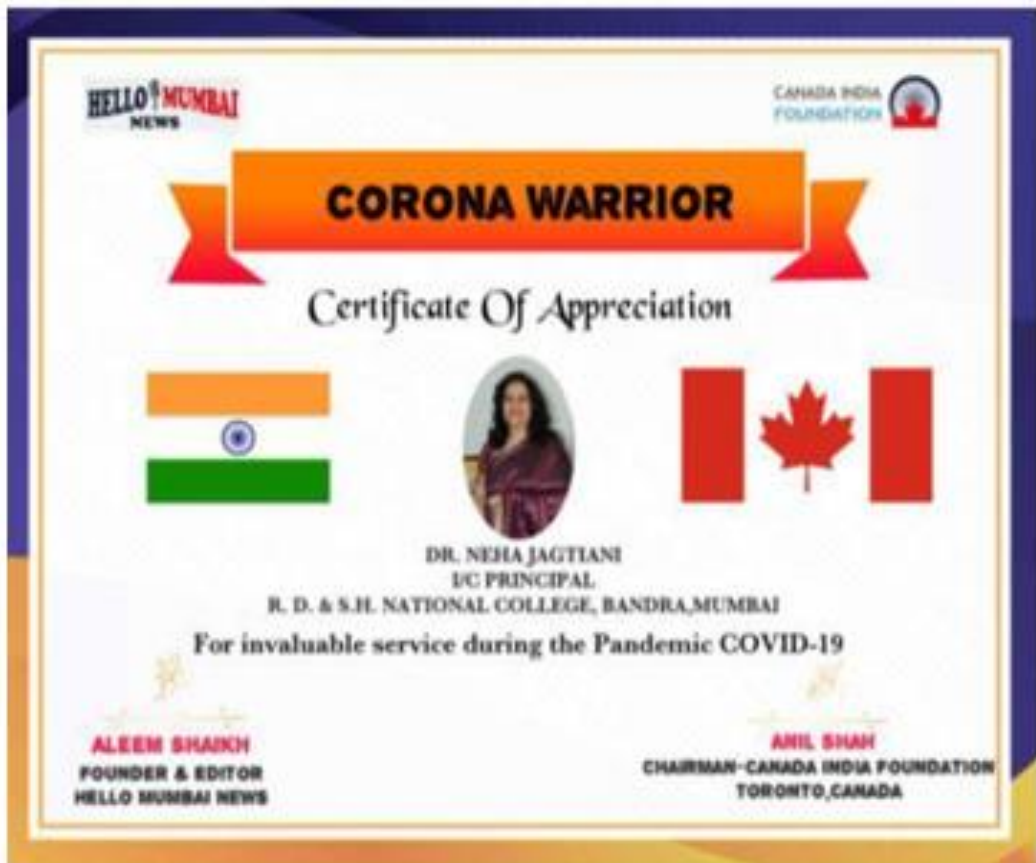 HELLO MUMBAI
NEWS
CANADA INDIA
FOUNDATION
CORONA WARRIOR
Certificate Of Appreciation
DR. NEHA JAGTIANI
I/C PRINCIPAL
R. D. & S.H. NATIONAL COLLEGE, BANDRA,MUMBAI
For invaluable service during the Pandemic COVID-19
ALEEM SHAIKH
FOUNDER & EDITOR
HELLO MUMBAI NEWS
ANIL SHAH
CHAIRMAN-CANADA INDIA FOUNDATION
TORONTO,CANADA